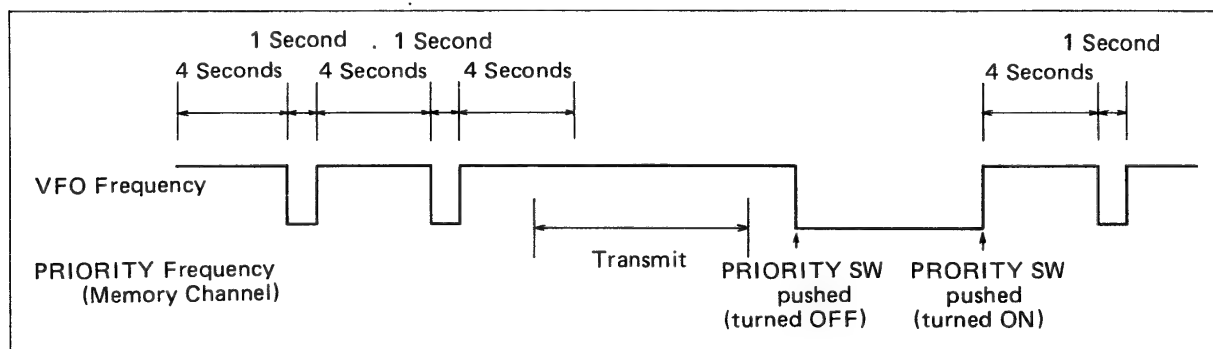 1 Second . 1 Second
1 Second
4 Seconds 4 Seconds 4 Seconds
4 Seconds
VFO Frequency
PRIORITY Frequency
(Memory Channel)
Transmit
PRIORITY SW
pushed
(turned OFF)
PRORITY SW
pushed
(turned ON)